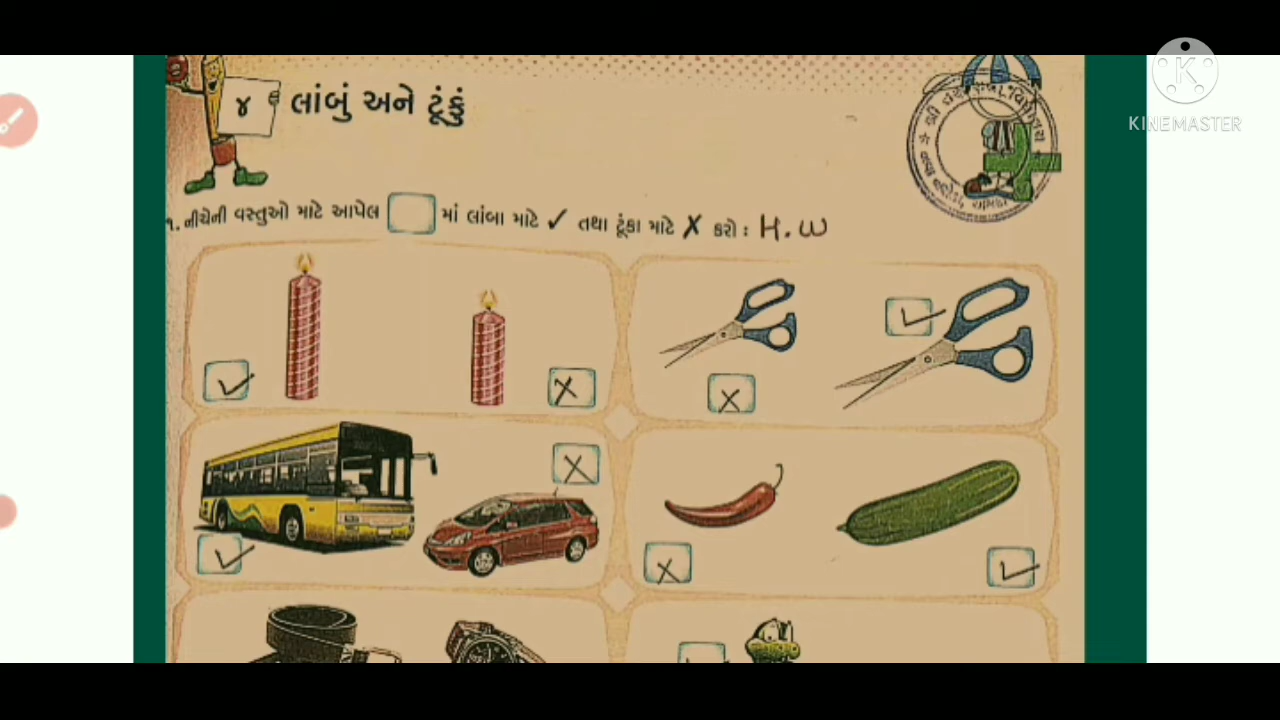 ૪
લાંબું અને ટૂંકું
KINEMASTER
૧. નીચેની વસ્તુઓ માટે આપેલ માં લાંબા માટે ✓ તથા ટૂંકા માટે ✗ કરો : H.W